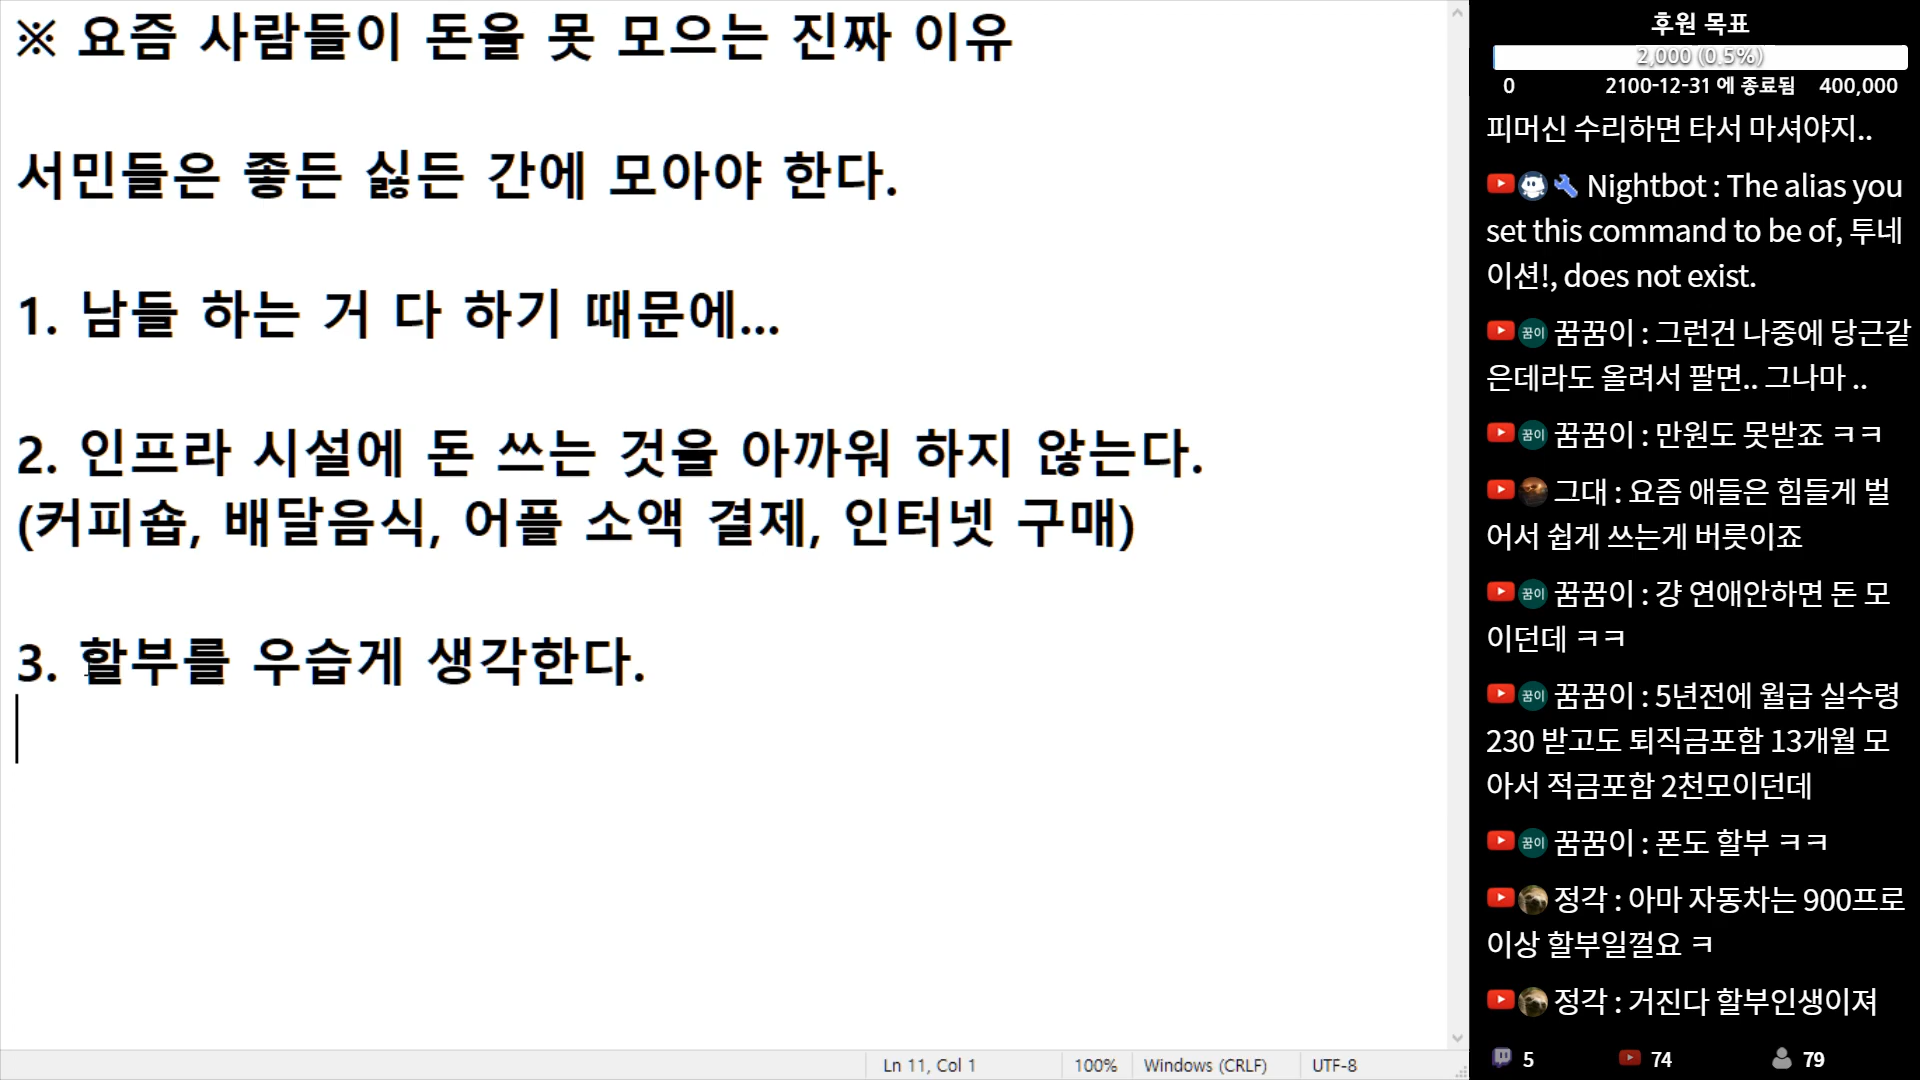 ※ 요즘 사람들이 돈을 못 모으는 진짜 이유
서민들은 좋든 싫든 간에 모아야 한다.
1. 남들 하는 거 다 하기 때문에...
2. 인프라 시설에 돈 쓰는 것을 아까워 하지 않는다.
(커피숍, 배달음식, 어플 소액 결제, 인터넷 구매)
3. 할부를 우습게 생각한다.
Ln 11, Col 1
100%
Windows (CRLF)
UTF-8
후원 목표
2,000 (0.5%)
0 2100-12-31 에 종료됨 400,000
피머신 수리하면 타서 마셔야지..
Nightbot : The alias you
set this command to be of, 투네
이션!, does not exist.
꿈이 꿈꿈이 : 그런건 나중에 당근같
은데라도 올려서 팔면.. 그나마 ..
꿈이 꿈꿈이 : 만원도 못받죠 ㅋㅋ
그대 : 요즘 애들은 힘들게 벌
어서 쉽게 쓰는게 버릇이죠
꿈이 꿈꿈이 : 걍 연애안하면 돈 모
이던데 ㅋㅋ
꿈이 꿈꿈이 : 5년전에 월급 실수령
230 받고도 퇴직금포함 13개월 모
아서 적금포함 2천모이던데
꿈이 꿈꿈이 : 폰도 할부 ㅋㅋ
정각 : 아마 자동차는 900프로
이상 할부일껄요 ㅋ
정각 : 거진다 할부인생이져
5 74 79